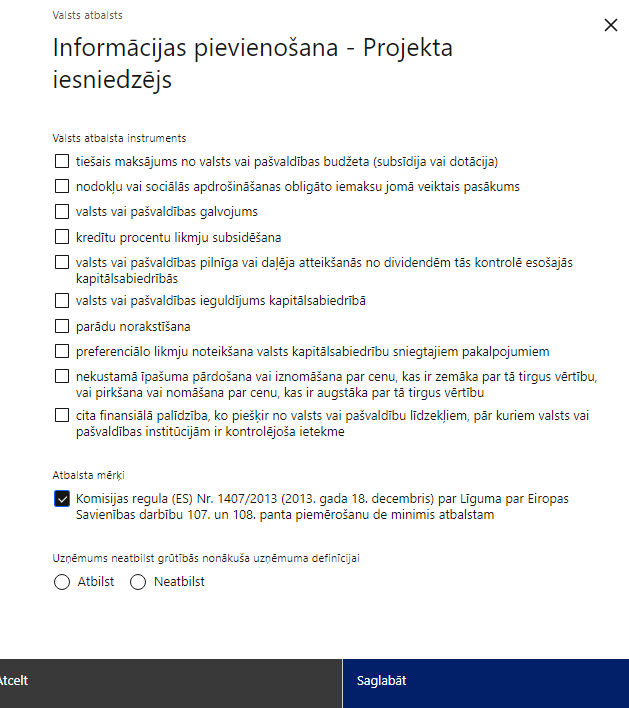 Valsts atbalsts
Informācijas pievienošana - Projekta
iesniedzējs
Valsts atbalsta instruments
tiešais maksājums no valsts vai pašvaldības budžeta (subsīdija vai dotācija)
nodokļu vai sociālās apdrošināšanas obligāto iemaksu jomā veiktais pasākums
valsts vai pašvaldības galvojums
kredītu procentu likmju subsidēšana
valsts vai pašvaldības pilnīga vai daļēja atteikšanās no dividendēm tās kontrolē esošajās
kapitālsabiedrībās
valsts vai pašvaldības ieguldījums kapitālsabiedrībā
parādu norakstīšana
preferenciālo likmju noteikšana valsts kapitālsabiedrību sniegtajiem pakalpojumiem
nekustamā īpašuma pārdošana vai iznomāšana par cenu, kas ir zemāka par tā tirgus vērtību,
vai pirkšana vai nomāšana par cenu, kas ir augstāka par tā tirgus vērtību
cita finansiālā palīdzība, ko piešķir no valsts vai pašvaldību līdzekļiem, pār kuriem valsts vai
pašvaldības institūcijām ir kontrolējoša ietekme
Atbalsta mērķi
Komisijas regula (ES) Nr. 1407/2013 (2013. gada 18. decembris) par Līguma par Eiropas
Savienības darbību 107. un 108. panta piemērošanu de minimis atbalstam
Uzņēmums neatbilst grūtībās nonākuša uzņēmuma definīcijai
Atbilst Neatbilst
Atcelt Saglabāt